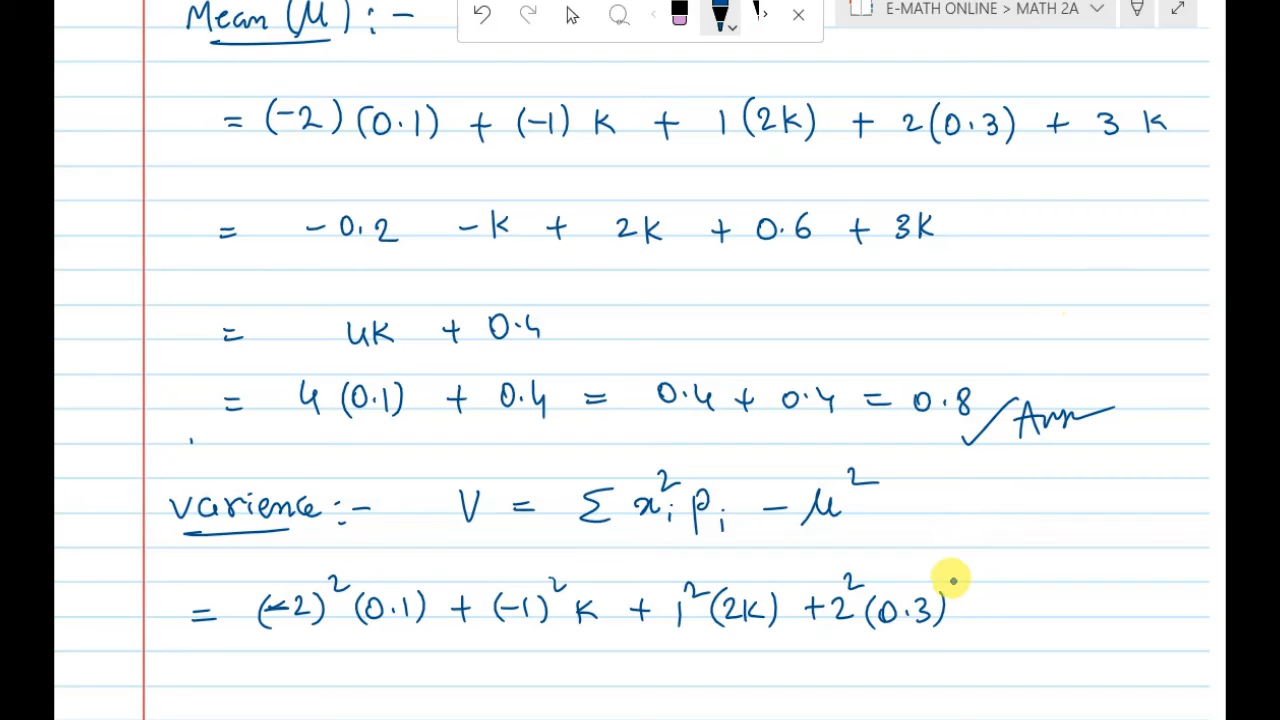 E-MATH ONLINE > MATH 2A
Mean (μ) :-
= (-2) (0.1) + (-1) k + 1 (2k) + 2 (0.3) + 3 k
= -0.2 - k + 2k + 0.6 + 3k
= 4k + 0.4
= 4 (0.1) + 0.4 = 0.4 + 0.4 = 0.8 ✓ Ans
varience :- V = Σ xᵢ² pᵢ - μ²
= (-2)² (0.1) + (-1)² k + 1² (2k) + 2² (0.3)